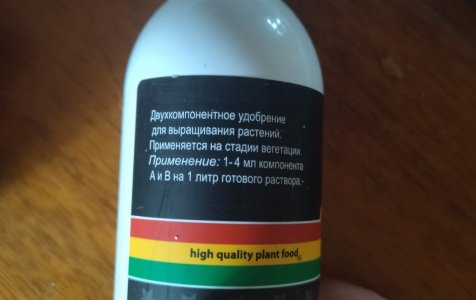 Двухкомпонентное удобрение
для выращивания растений.
Применяется на стадии вегетации.
Применение: 1-4 мл компонента
А и В на 1 литр готового раствора.
high quality plant food